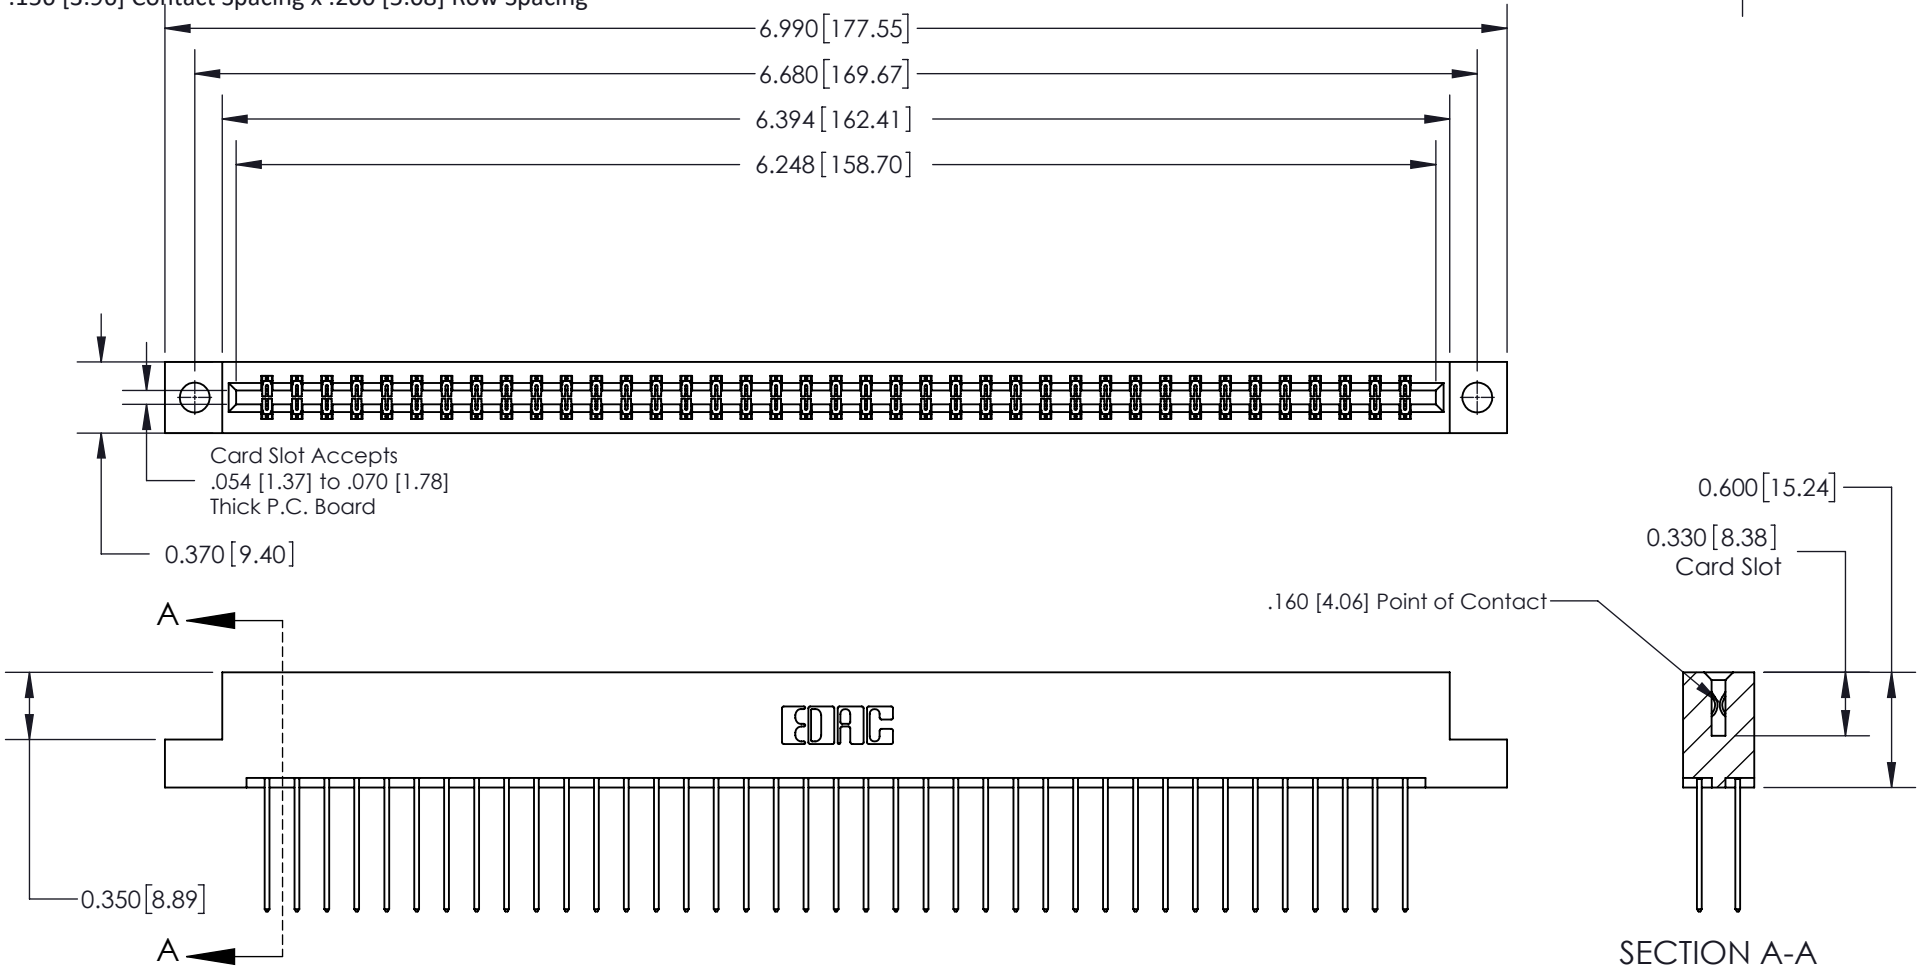 .156 [3.96] Contact Spacing x .200 [5.08] Row Spacing
6.990[177.55]
6.680[169.67]
6.394[162.41]
6.248[158.70]
Card Slot Accepts
.054 [1.37] to .070 [1.78]
Thick P.C. Board
0.370[9.40]
0.600[15.24]
0.330[8.38]
Card Slot
.160 [4.06] Point of Contact
A
EDAC
0.350[8.89]
A
SECTION A-A